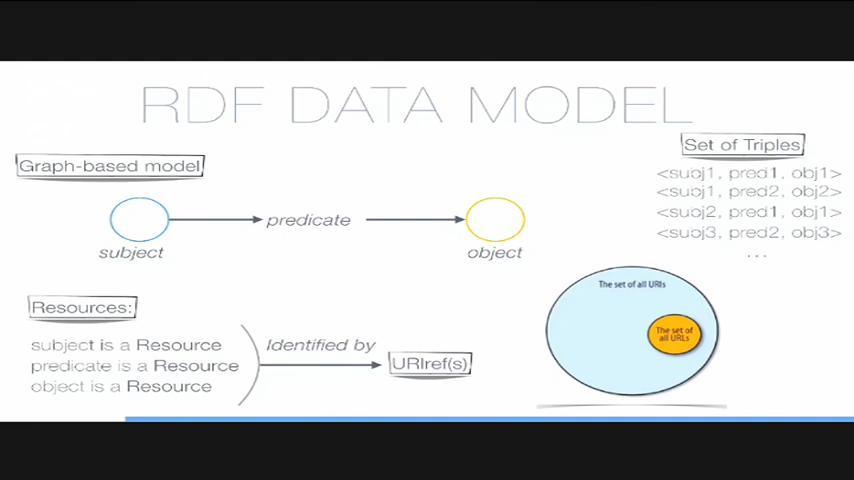 RDF DATA MODEL
Graph-based model
subject
predicate
object
Set of Triples
<subj1, pred1, obj1>
<subj1, pred2, obj2>
<subj2, pred1, obj1>
<subj3, pred2, obj3>
...
Resources:
subject is a Resource
predicate is a Resource
object is a Resource
Identified by
URIref(s)
The set of all URIs
The set of
all URLs